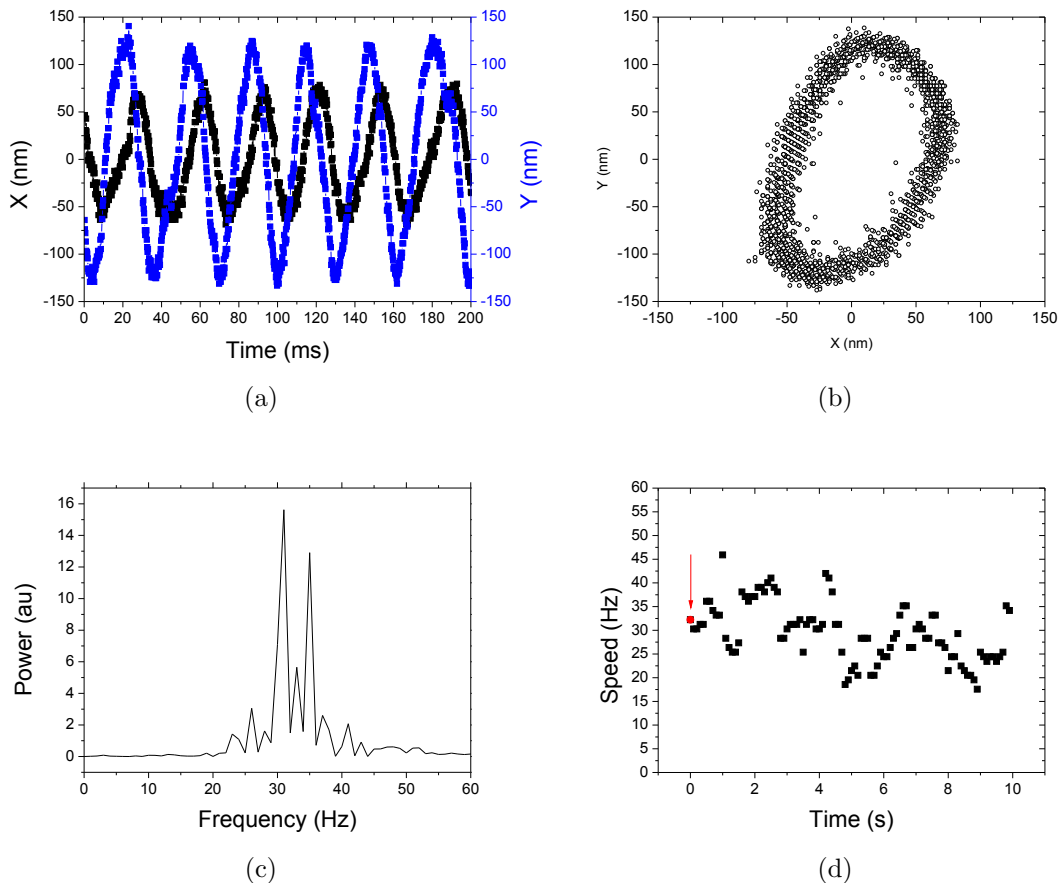 150
100
50
0
-50
-100
-150
X (nm)
150
100
50
0
-50
-100
-150
Y (nm)
0 20 40 60 80 100 120 140 160 180 200
Time (ms)
(a)
150
100
50
0
-50
-100
-150
Y (nm)
-150 -100 -50 0 50 100 150
X (nm)
(b)
16
14
12
10
8
6
4
2
0
Power (au)
0 10 20 30 40 50 60
Frequency (Hz)
(c)
60
55
50
45
40
35
30
25
20
15
10
5
0
Speed (Hz)
0 2 4 6 8 10
Time (s)
(d)